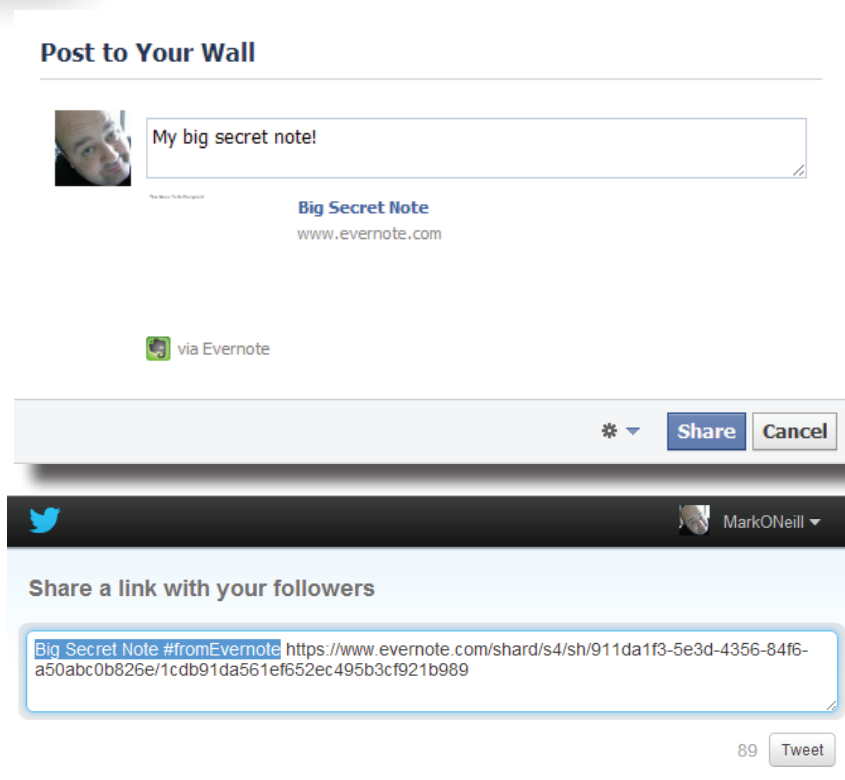 Post to Your Wall
My big secret note!
Big Secret Note
www.evernote.com
via Evernote
Share Cancel
MarkONeill
Share a link with your followers
Big Secret Note #fromEvernote https://www.evernote.com/shard/s4/sh/911da1f3-5e3d-4356-84f6-
a50abc0b826e/1cdb91da561ef652ec495b3cf921b989
89 Tweet